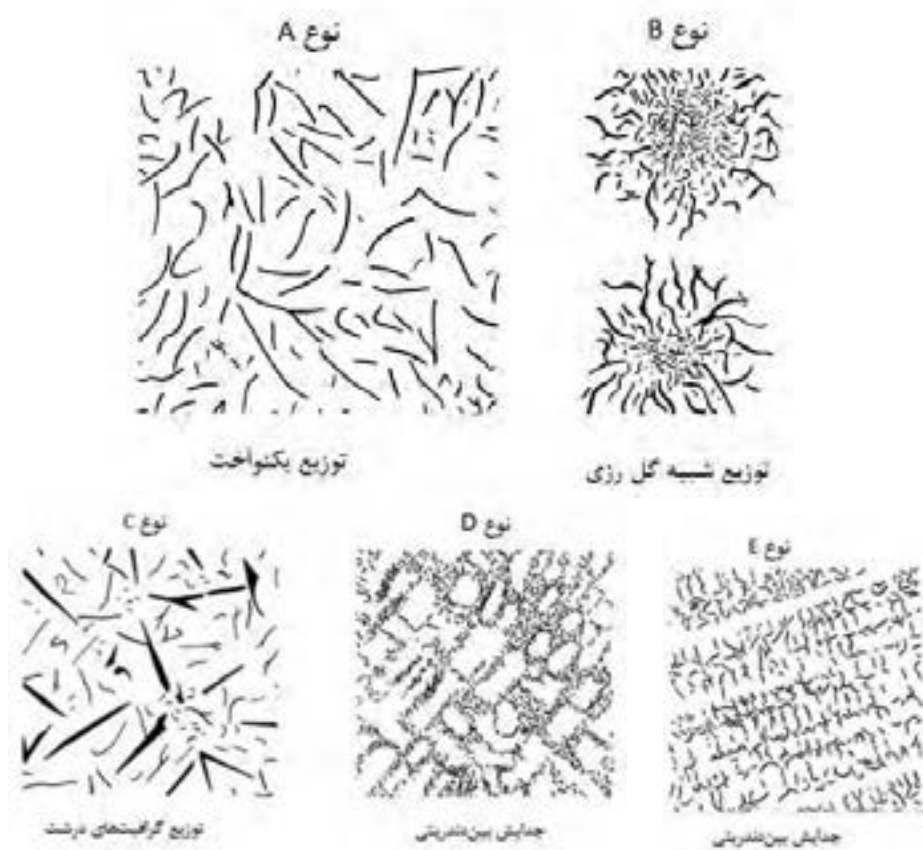 نوع A
نوع B
توزیع یکنواخت
توزیع شبیه گل رزی
نوع C
نوع D
نوع E
توزیع گرافیت‌های درشت
جدایش بین‌دندریتی
جدایش بین‌دندریتی